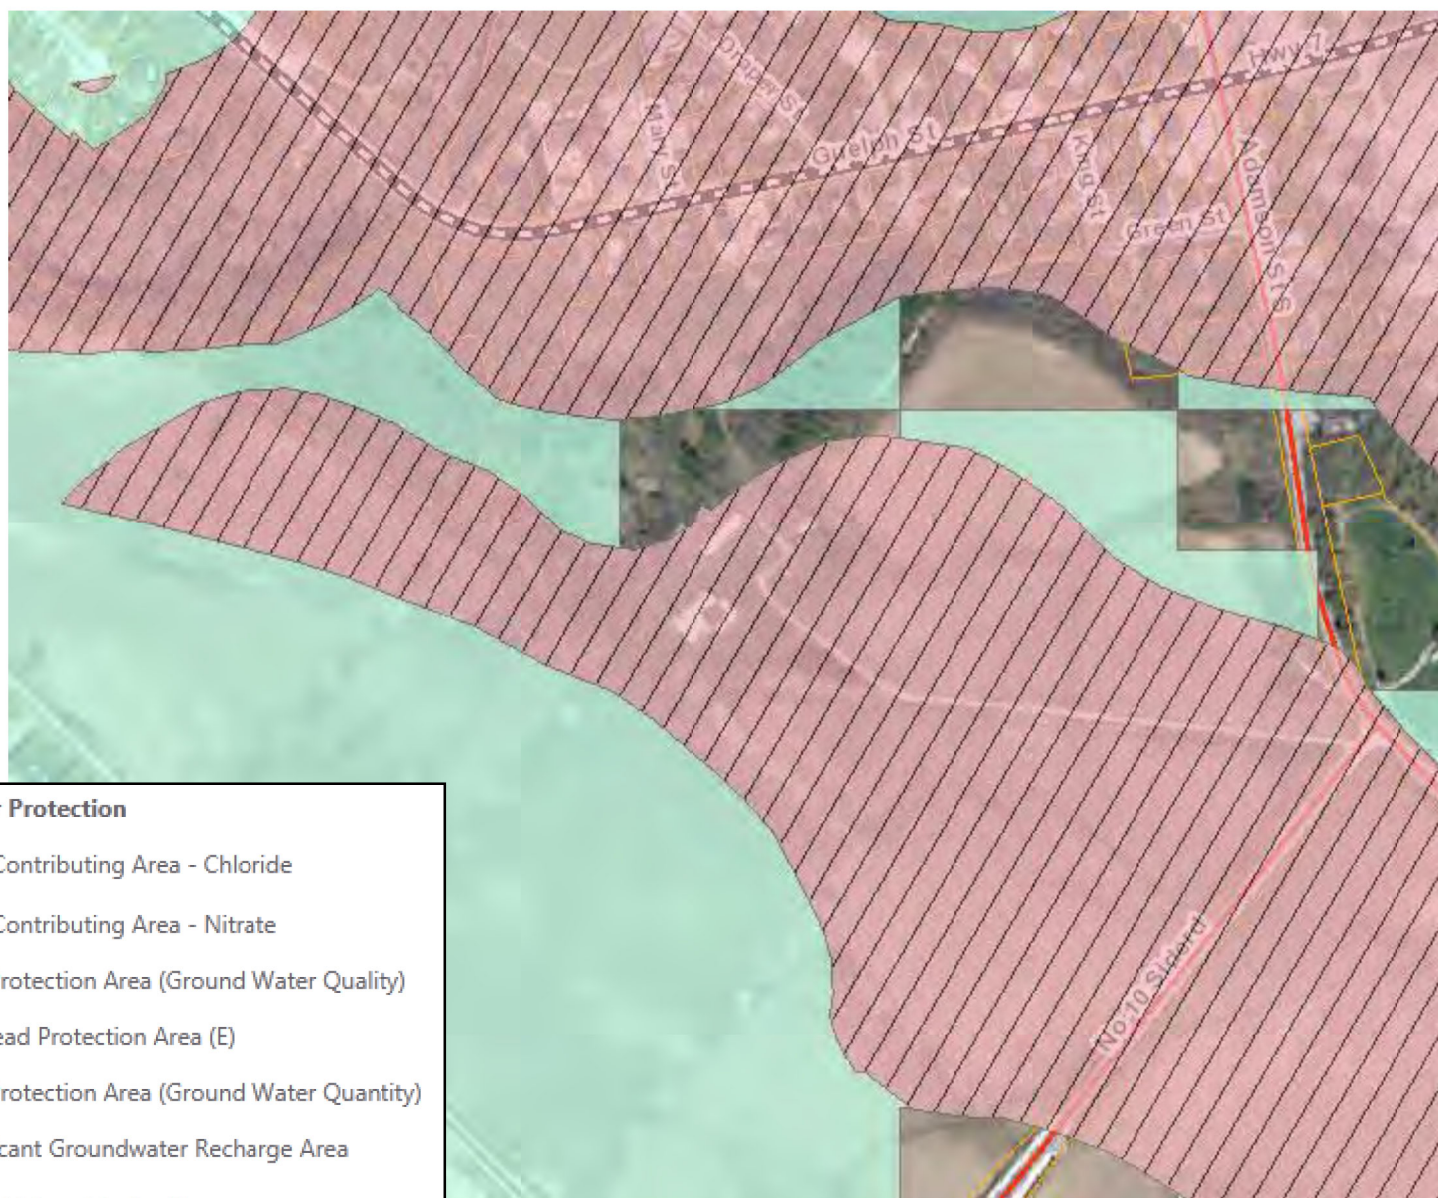 Hwy 7
Draper St
Mary St
Guelph St
King St
Adamson St S
Green St
No 10 Siderd
Protection
Contributing Area - Chloride
Contributing Area - Nitrate
rotection Area (Ground Water Quality)
ead Protection Area (E)
rotection Area (Ground Water Quantity)
cant Groundwater Recharge Area